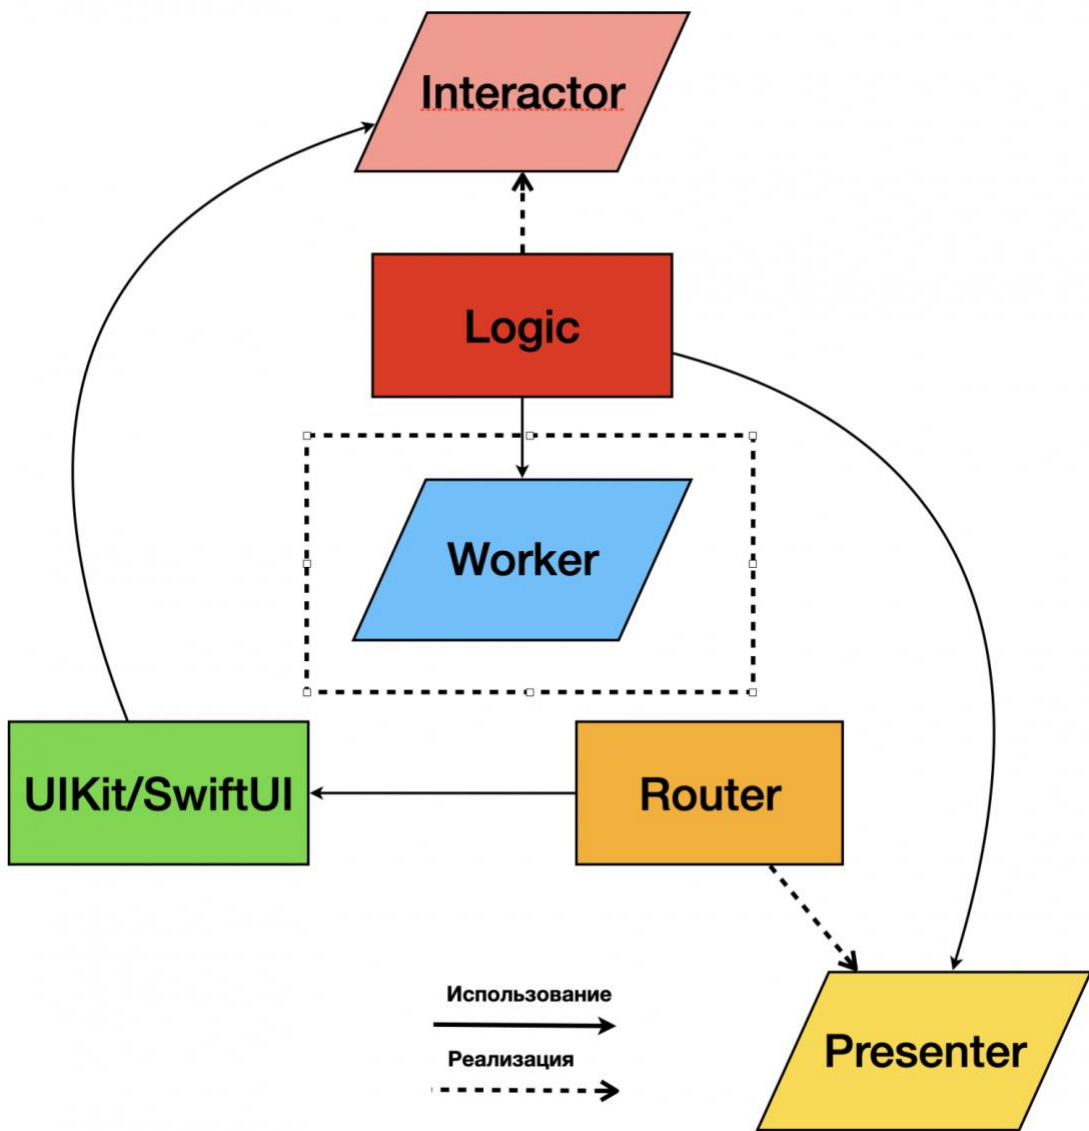 Interactor
Logic
Worker
UIKit/SwiftUI
Router
Использование
Реализация
Presenter